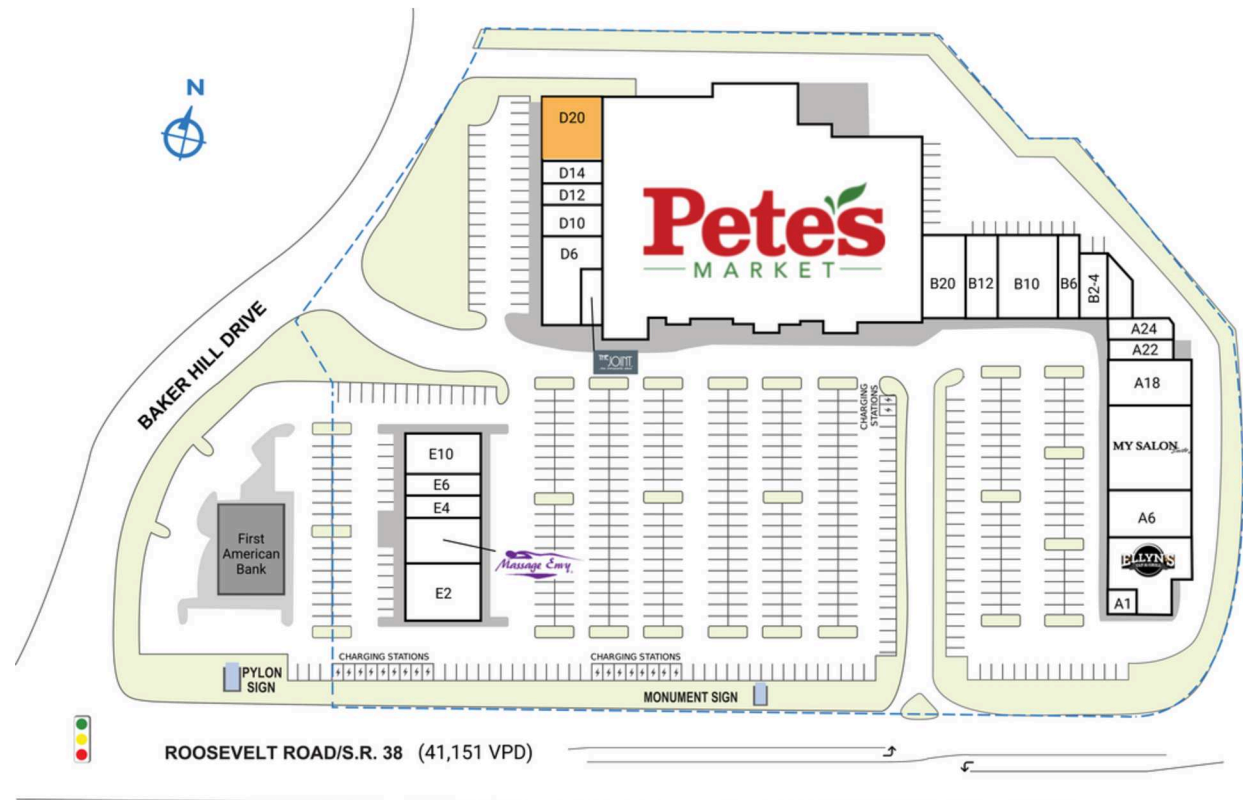 N
D20
D14
D12
D10
D6
Pete's
MARKET
B20
B12
B10
B6
B2-4
THE JOINT
A24
A22
A18
MY SALON
A6
ELLYN'S
A1
BAKER HILL DRIVE
CHARGING
STATIONS
E10
E6
E4
Massage Envy
E2
First
American
Bank
CHARGING STATIONS
CHARGING STATIONS
PYLON
SIGN
MONUMENT SIGN
ROOSEVELT ROAD/S.R. 38 (41,151 VPD)